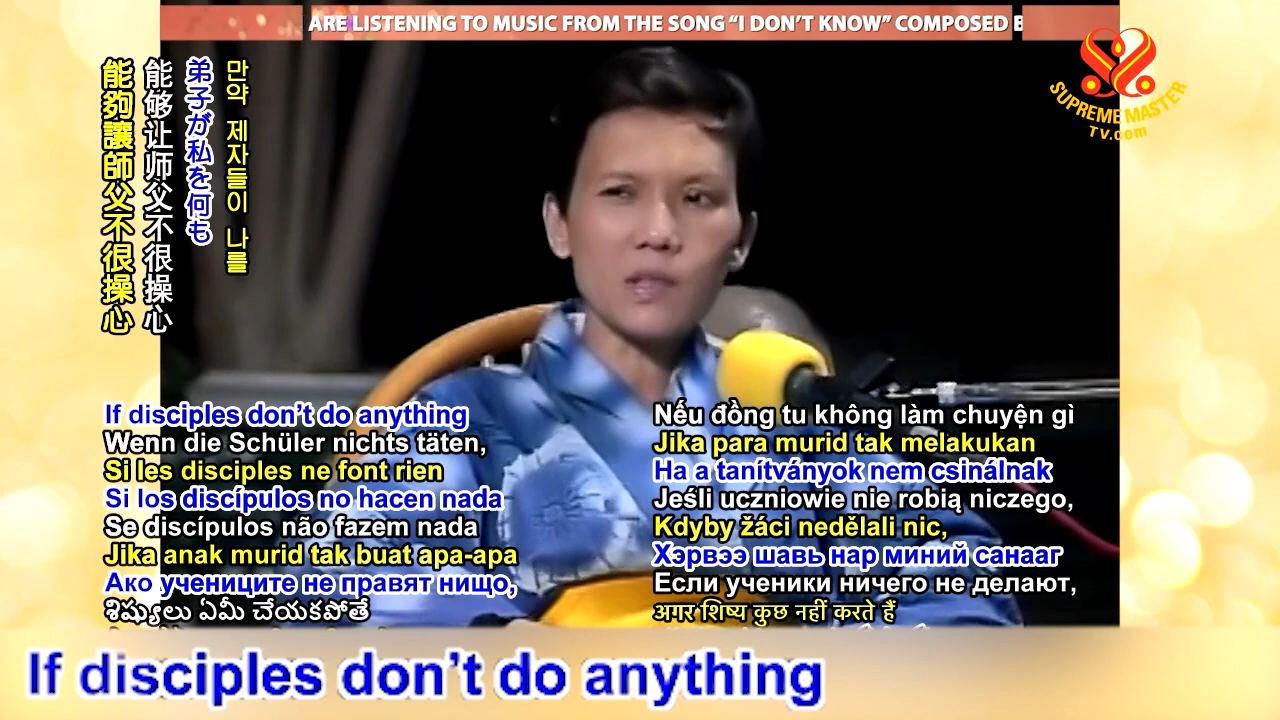 ARE LISTENING TO MUSIC FROM THE SONG “I DON’T KNOW” COMPOSED B
SUPREME MASTER
TV.com
能夠讓師父不很操心
能够让师父不很操心
弟子が私を何も
만약 제자들이 나를
If disciples don’t do anything
Wenn die Schüler nichts täten,
Si les disciples ne font rien
Si los discípulos no hacen nada
Se discípulos não fazem nada
Jika anak murid tak buat apa-apa
Ако учениците не правят нищо,
శిష్యులు ఏమీ చేయకపోతే
Nếu đồng tu không làm chuyện gì
Jika para murid tak melakukan
Ha a tanítványok nem csinálnak
Jeśli uczniowie nie robią niczego,
Kdyby žáci nedělali nic,
Хэрвээ шавь нар миний санааг
Если ученики ничего не делают,
अगर शिष्य कुछ नहीं करते हैं
If disciples don’t do anything